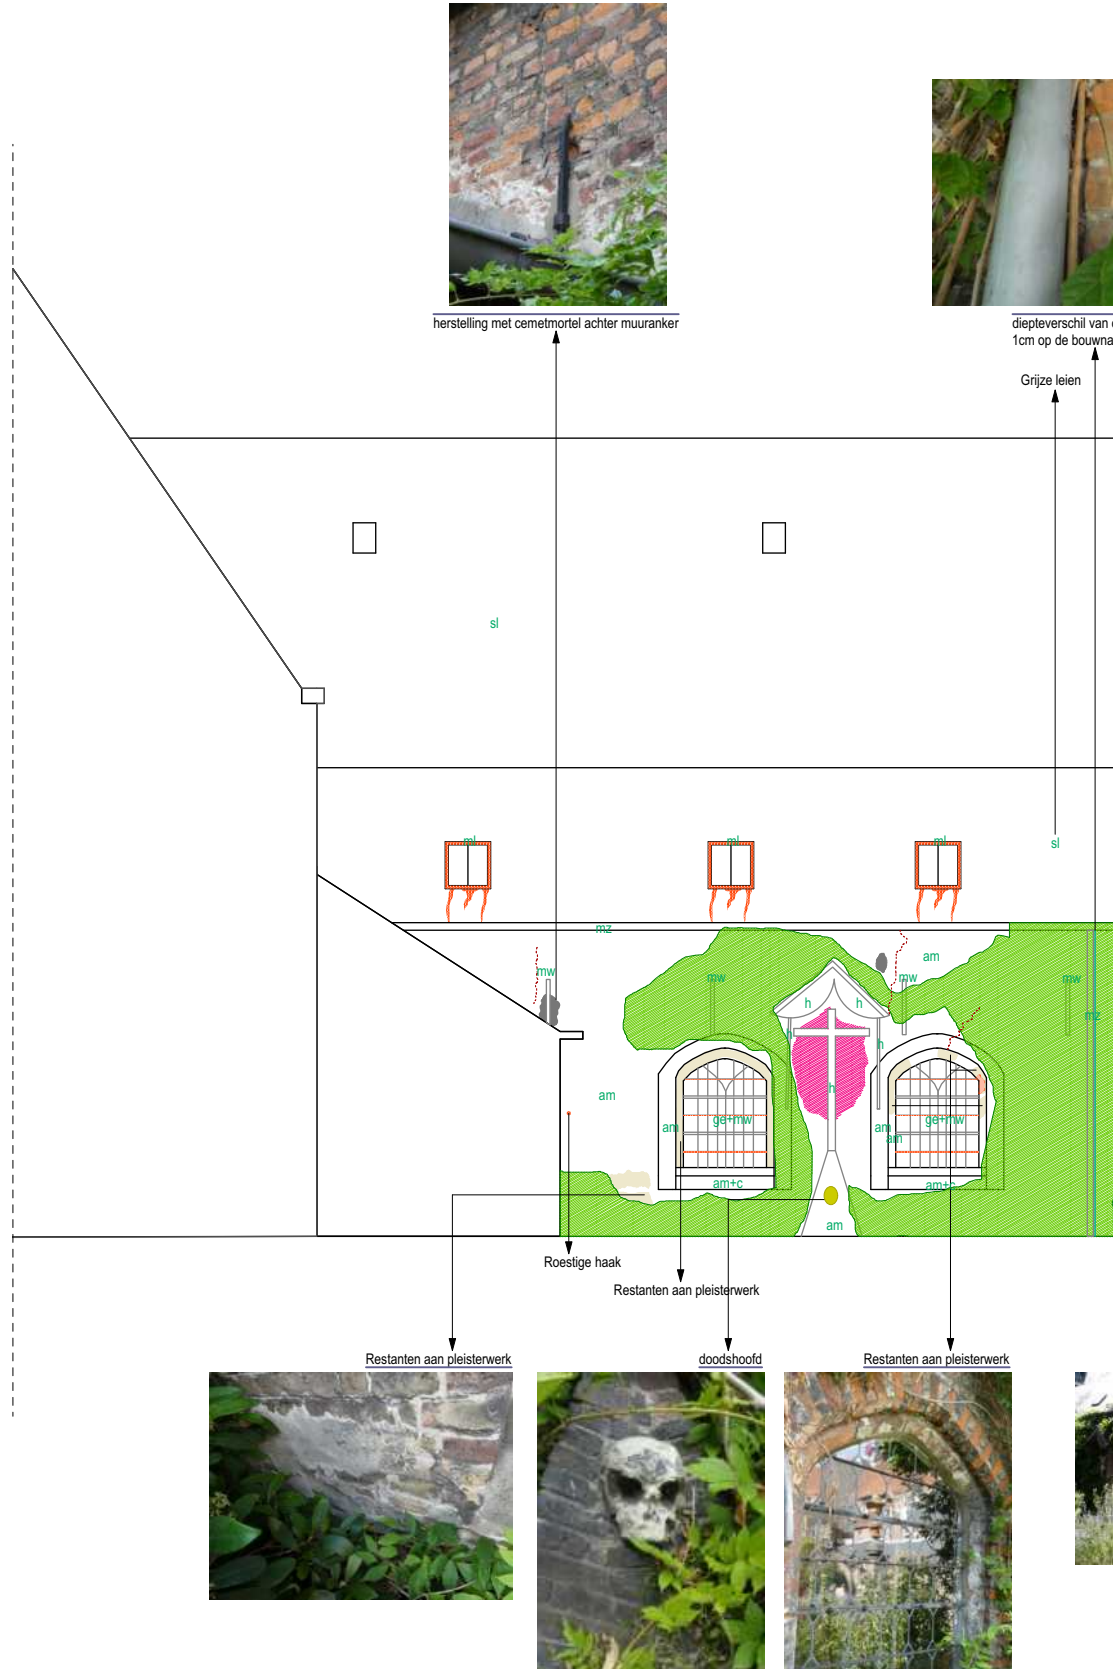 herstelling met cemetmortel achter muuranker
diepteverschil van
1cm op de
Grijze leien
sl
ml
ml
ml
sl
mz
am
mw
mw
mw
mw
h
h
mz
h
h
h
am
ge+mw
ge+mw
am
am
am
am+c
am+c
am
Roestige haak
Restanten aan pleisterwerk
Restanten aan pleisterwerk
doodshoofd
Restanten aan pleisterwerk